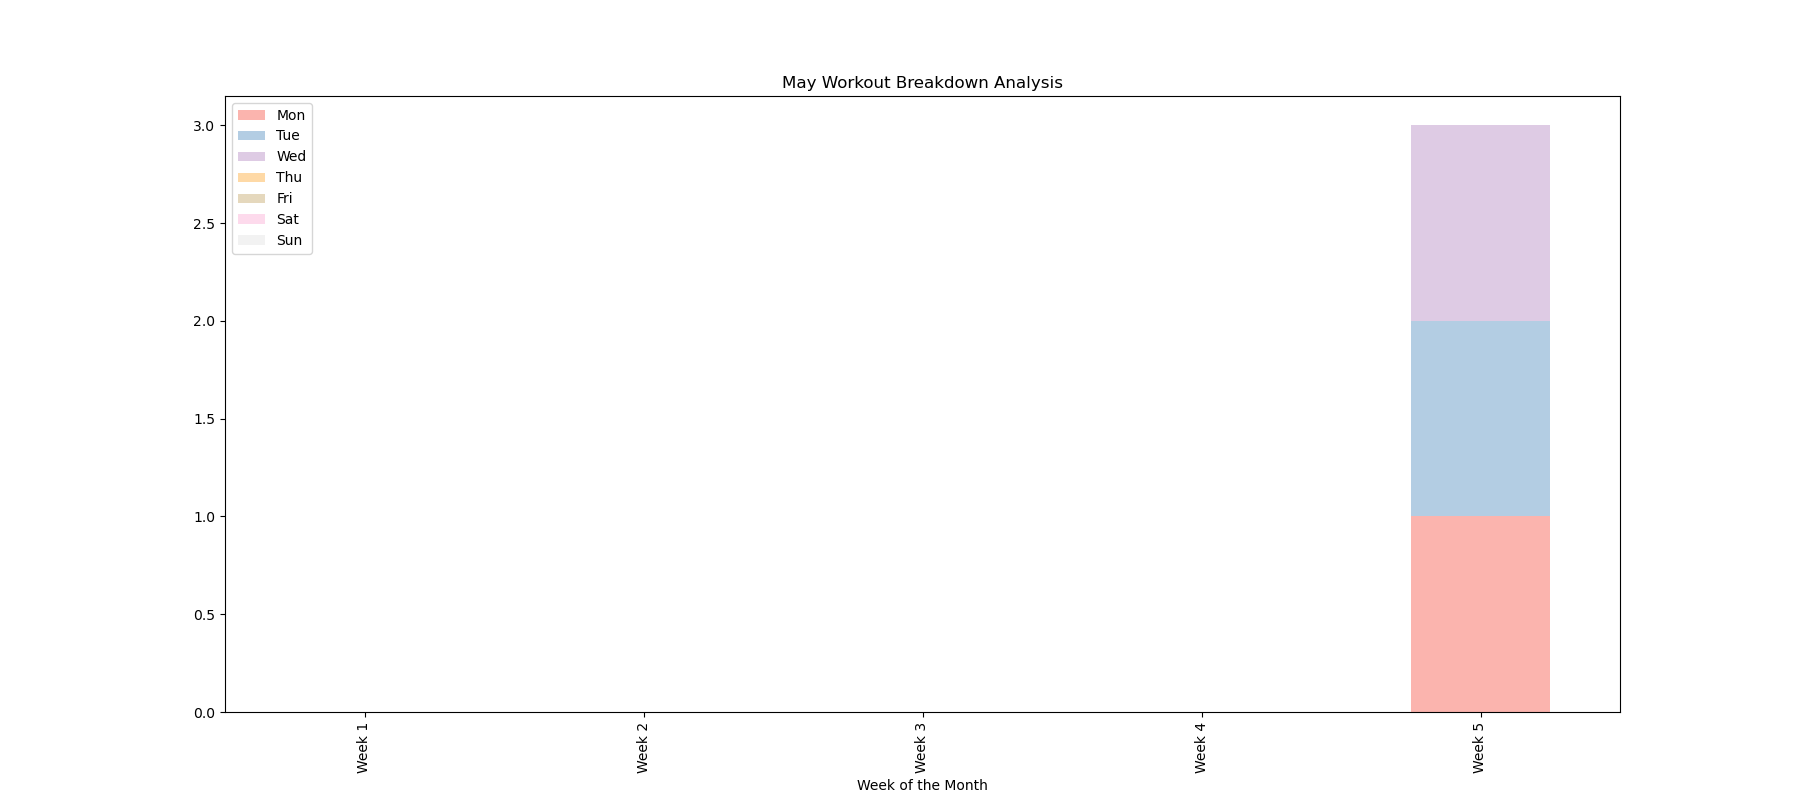 May Workout Breakdown Analysis
Mon
Tue
Wed
Thu
Fri
Sat
Sun
3.0
2.5
2.0
1.5
1.0
0.5
0.0
Week 1
Week 2
Week 3
Week 4
Week 5
Week of the Month